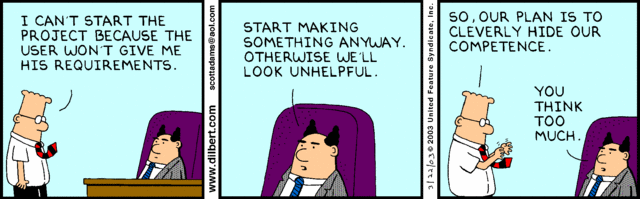 I CAN'T START THE
PROJECT BECAUSE THE
USER WON'T GIVE ME
HIS REQUIREMENTS.
www.dilbert.com
scottadams@aol.com
START MAKING
SOMETHING ANYWAY.
OTHERWISE WE'LL
LOOK UNHELPFUL.
© 2003 United Feature Syndicate, Inc.
SO, OUR PLAN IS TO
CLEVERLY HIDE OUR
COMPETENCE.
YOU
THINK
TOO
MUCH.